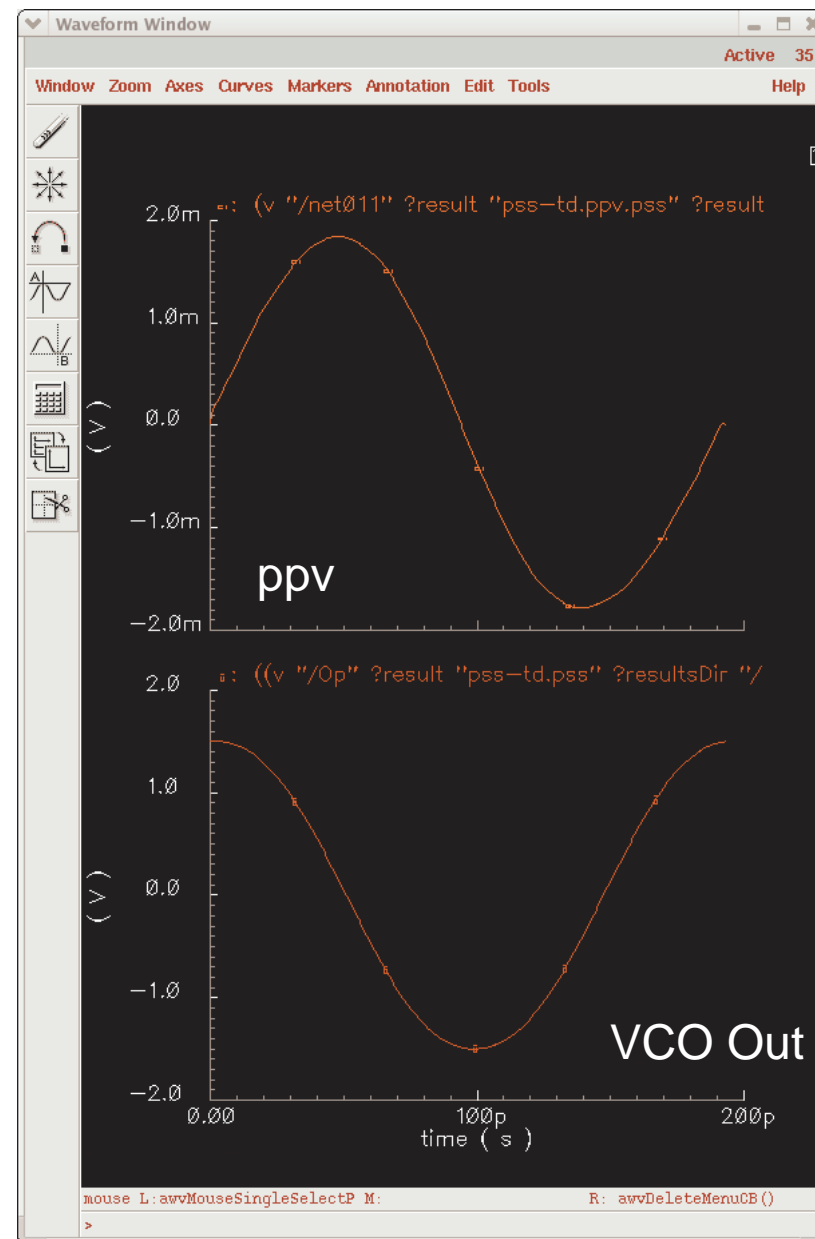 Waveform Window
Active 35
Window Zoom Axes Curves Markers Annotation Edit Tools Help
A
B
2.0m
: (v "/net011" ?result "pss-td.ppv.pss" ?result
1.0m
(V)
0.0
-1.0m
ppv
-2.0m
: ((v "/Op" ?result "pss-td.pss" ?resultsDir "/
2.0
1.0
(V)
0.0
-1.0
VCO Out
-2.0
0.00 100p 200p
time ( s )
mouse L:awvMouseSingleSelectP M: R: awvDeleteMenuCB()
>